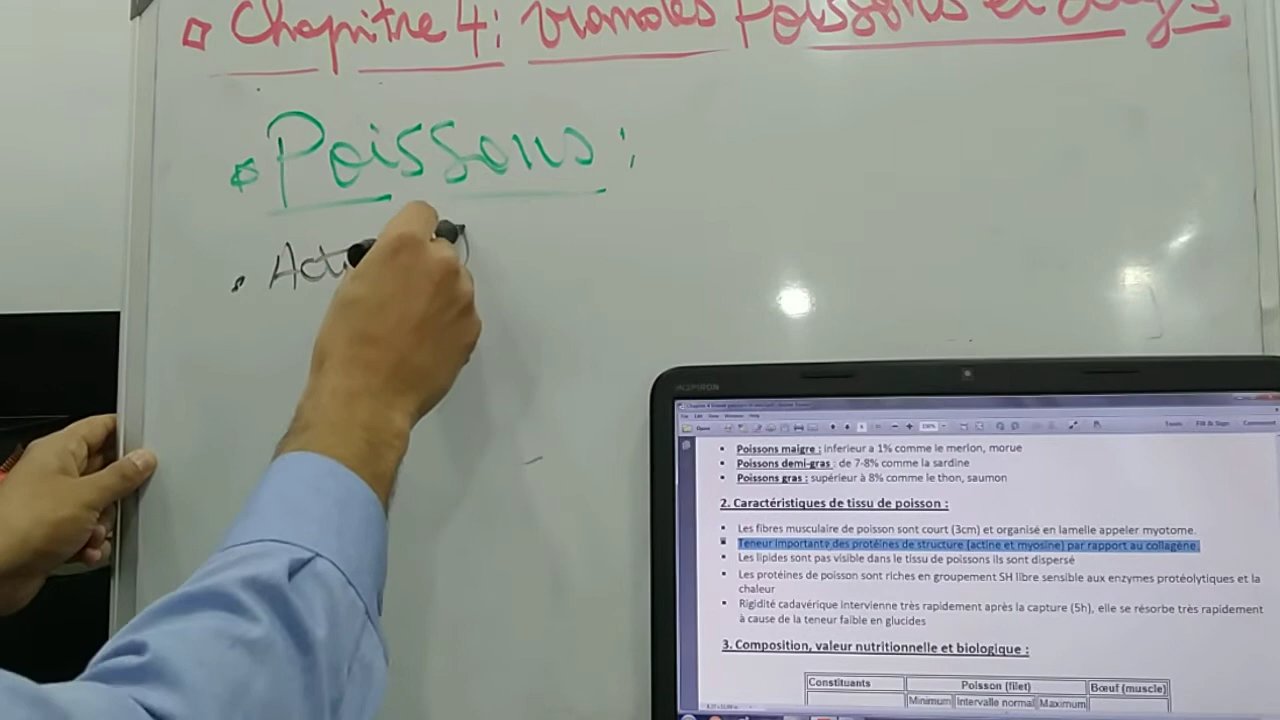 Chapitre 4: viandes Poissons et œufs
Poissons :
Acti
INSPIRON
Poissons maigre : inferieur a 1% comme le merlon, morue
Poissons demi-gras : de 7-8% comme la sardine
Poissons gras : supérieur à 8% comme le thon, saumon
2. Caractéristiques de tissu de poisson :
Les fibres musculaire de poisson sont court (3cm) et organisé en lamelle appeler myotome.
Teneur importante des protéines de structure (actine et myosine) par rapport au collagène.
Les lipides sont pas visible dans le tissu de poissons ils sont dispersé
Les protéines de poisson sont riches en groupement SH libre sensible aux enzymes protéolytiques et la
chaleur
Rigidité cadavérique intervienne très rapidement après la capture (5h), elle se résorbe très rapidement
à cause de la teneur faible en glucides
3. Composition, valeur nutritionnelle et biologique :
Constituants Poisson (filet) Bœuf (muscle)
Minimum Intervalle normal Maximum